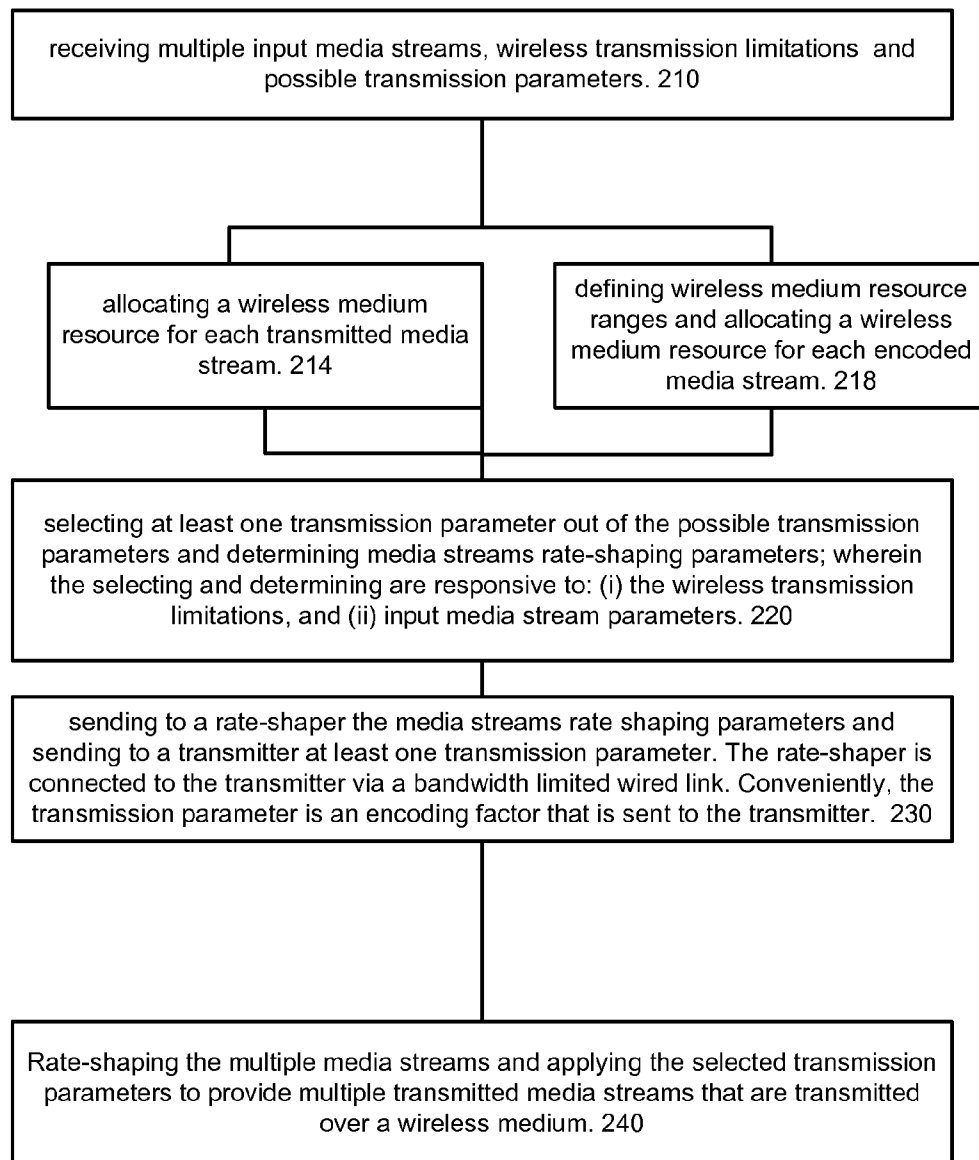 receiving multiple input media streams, wireless transmission limitations  and
possible transmission parameters. 210
allocating a wireless medium
resource for each transmitted media
stream. 214
defining wireless medium resource
ranges and allocating a wireless
medium resource for each encoded
media stream. 218
selecting at least one transmission parameter out of the possible transmission
parameters and determining media streams rate-shaping parameters; wherein
the selecting and determining are responsive to: (i) the wireless transmission
limitations, and (ii) input media stream parameters. 220
sending to a rate-shaper the media streams rate shaping parameters and
sending to a transmitter at least one transmission parameter. The rate-shaper is
connected to the transmitter via a bandwidth limited wired link. Conveniently, the
transmission parameter is an encoding factor that is sent to the transmitter.  230
Rate-shaping the multiple media streams and applying the selected transmission
parameters to provide multiple transmitted media streams that are transmitted
over a wireless medium. 240